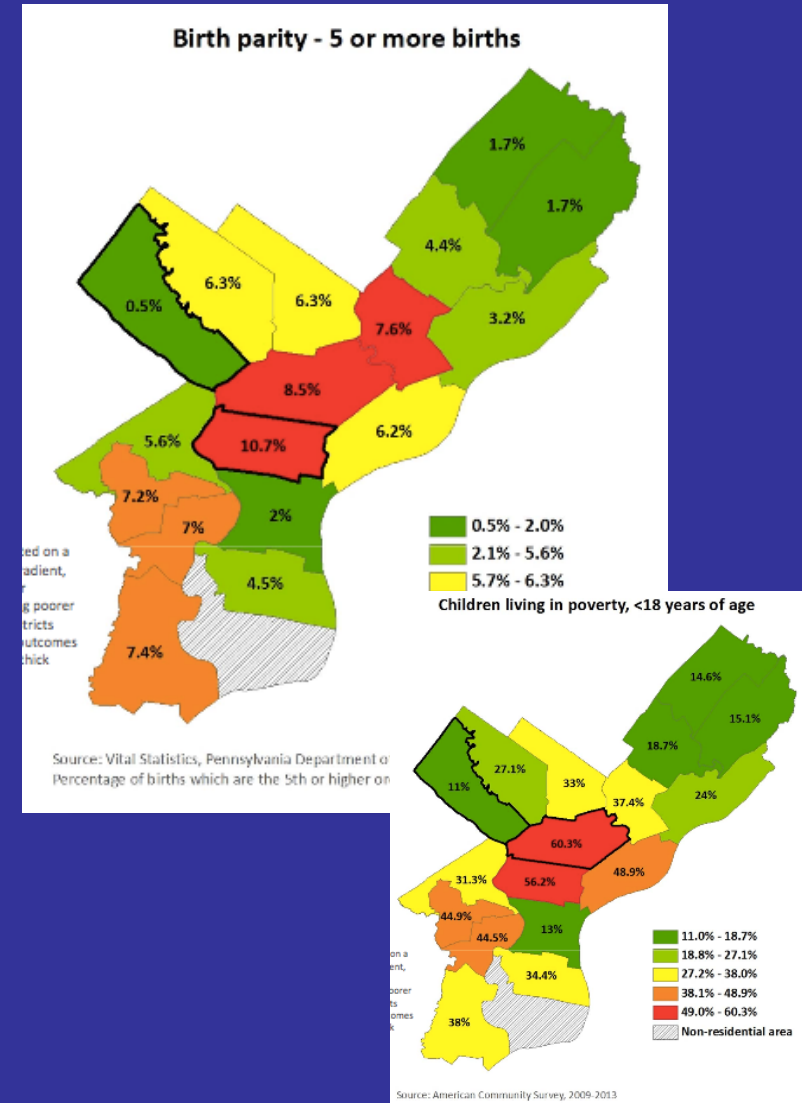 Birth parity - 5 or more births
1.7%
1.7%
4.4%
6.3%
6.3%
0.5%
3.2%
7.6%
8.5%
6.2%
5.6%
10.7%
7.2%
2%
7%
4.5%
7.4%
0.5% - 2.0%
2.1% - 5.6%
5.7% - 6.3%
on a
poorer
Source: Vital Statistics, Pennsylvania Department
Percentage of births which are the 5th or higher
Children living in poverty, <18 years of age
14.6%
15.1%
18.7%
27.1%
33%
11%
37.4%
24%
60.3%
48.9%
31.3%
56.2%
44.9%
13%
44.5%
34.4%
38%
11.0% - 18.7%
18.8% - 27.1%
27.2% - 38.0%
38.1% - 48.9%
49.0% - 60.3%
Non-residential area
on a
Source: American Community Survey, 2009-2013